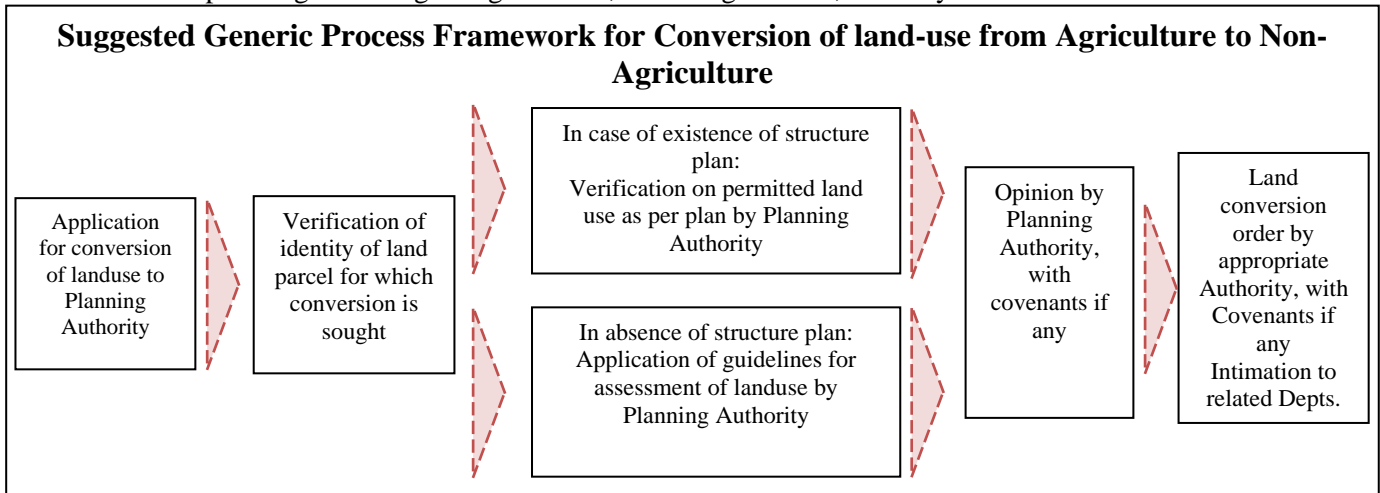 Suggested Generic Process Framework for Conversion of land-use from Agriculture to Non-
Agriculture
Application
for conversion
of landuse to
Planning
Authority
Verification of
identity of land
parcel for which
conversion is
sought
In case of existence of structure
plan:
Verification on permitted land
use as per plan by Planning
Authority
In absence of structure plan:
Application of guidelines for
assessment of landuse by
Planning Authority
Opinion by
Planning
Authority,
with
covenants if
any
Land
conversion
order by
appropriate
Authority, with
Covenants if
any
Intimation to
related Depts.